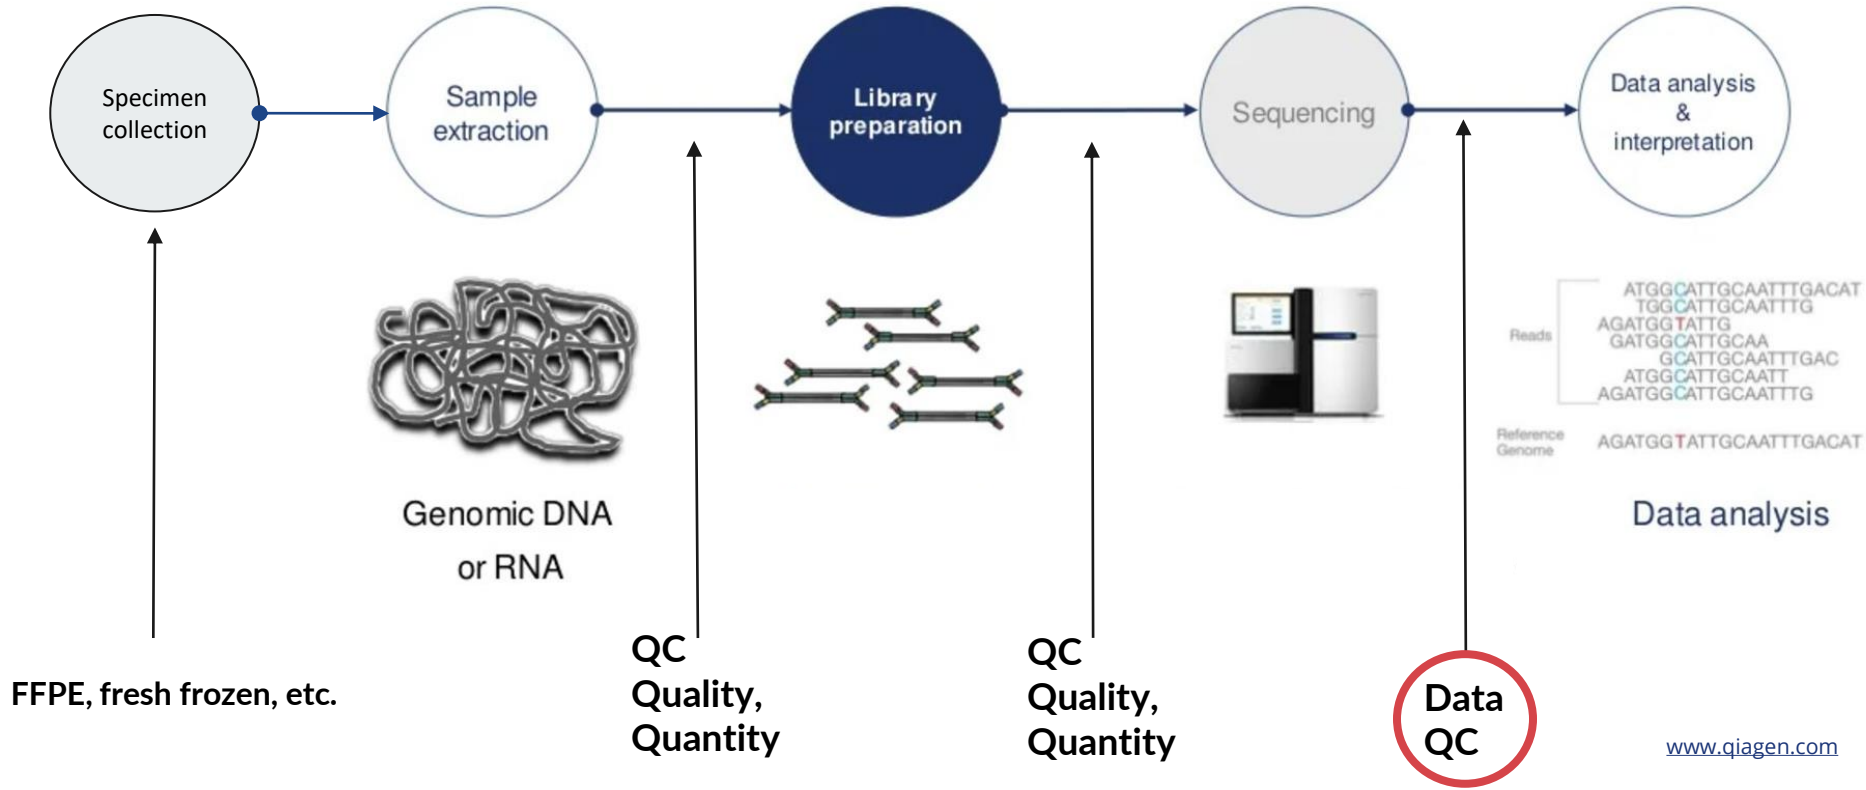 Specimen
collection
Sample
extraction
Library
preparation
Sequencing
Data analysis
&
interpretation
Genomic DNA
or RNA
Reads
ATGGCATTGCAATTTGACAT
TGGCATTGCAATTTG
AGATGGTATTG
GATGGCATTGCAA
GCATTGCAATTTGAC
ATGGCATTGCAATT
AGATGGCATTGCAATTTG
Reference
Genome
AGATGGTATTGCAATTTGACAT
Data analysis
FFPE, fresh frozen, etc.
QC
Quality,
Quantity
QC
Quality,
Quantity
Data
QC
www.qiagen.com